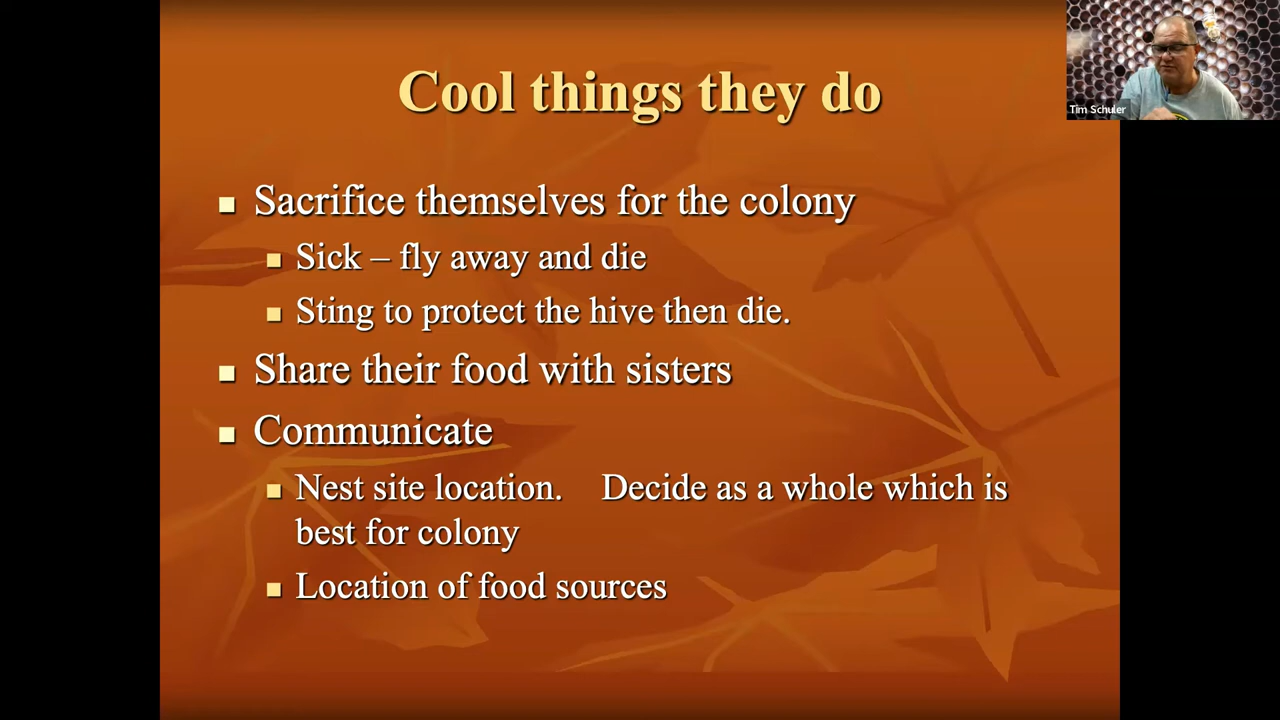 Cool things they do
Tim Schuler
Sacrifice themselves for the colony
Sick – fly away and die
Sting to protect the hive then die.
Share their food with sisters
Communicate
Nest site location. Decide as a whole which is
best for colony
Location of food sources